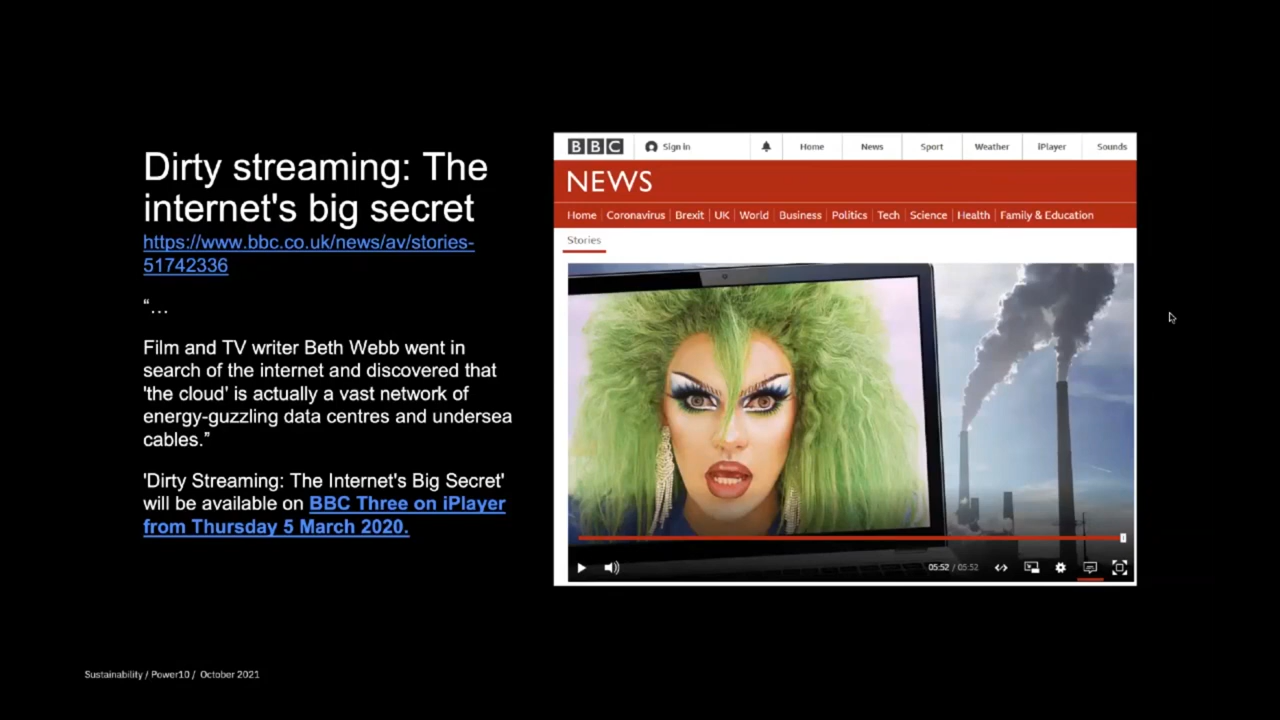 Dirty streaming: The
internet's big secret
https://www.bbc.co.uk/news/av/stories-
51742336
“…
Film and TV writer Beth Webb went in
search of the internet and discovered that
'the cloud' is actually a vast network of
energy-guzzling data centres and undersea
cables.”
'Dirty Streaming: The Internet's Big Secret'
will be available on BBC Three on iPlayer
from Thursday 5 March 2020.
BBC Sign in Home News Sport Weather iPlayer Sounds
NEWS
Home Coronavirus Brexit UK World Business Politics Tech Science Health Family & Education
Stories
05:52 / 05:52
Sustainability / Power10 / October 2021